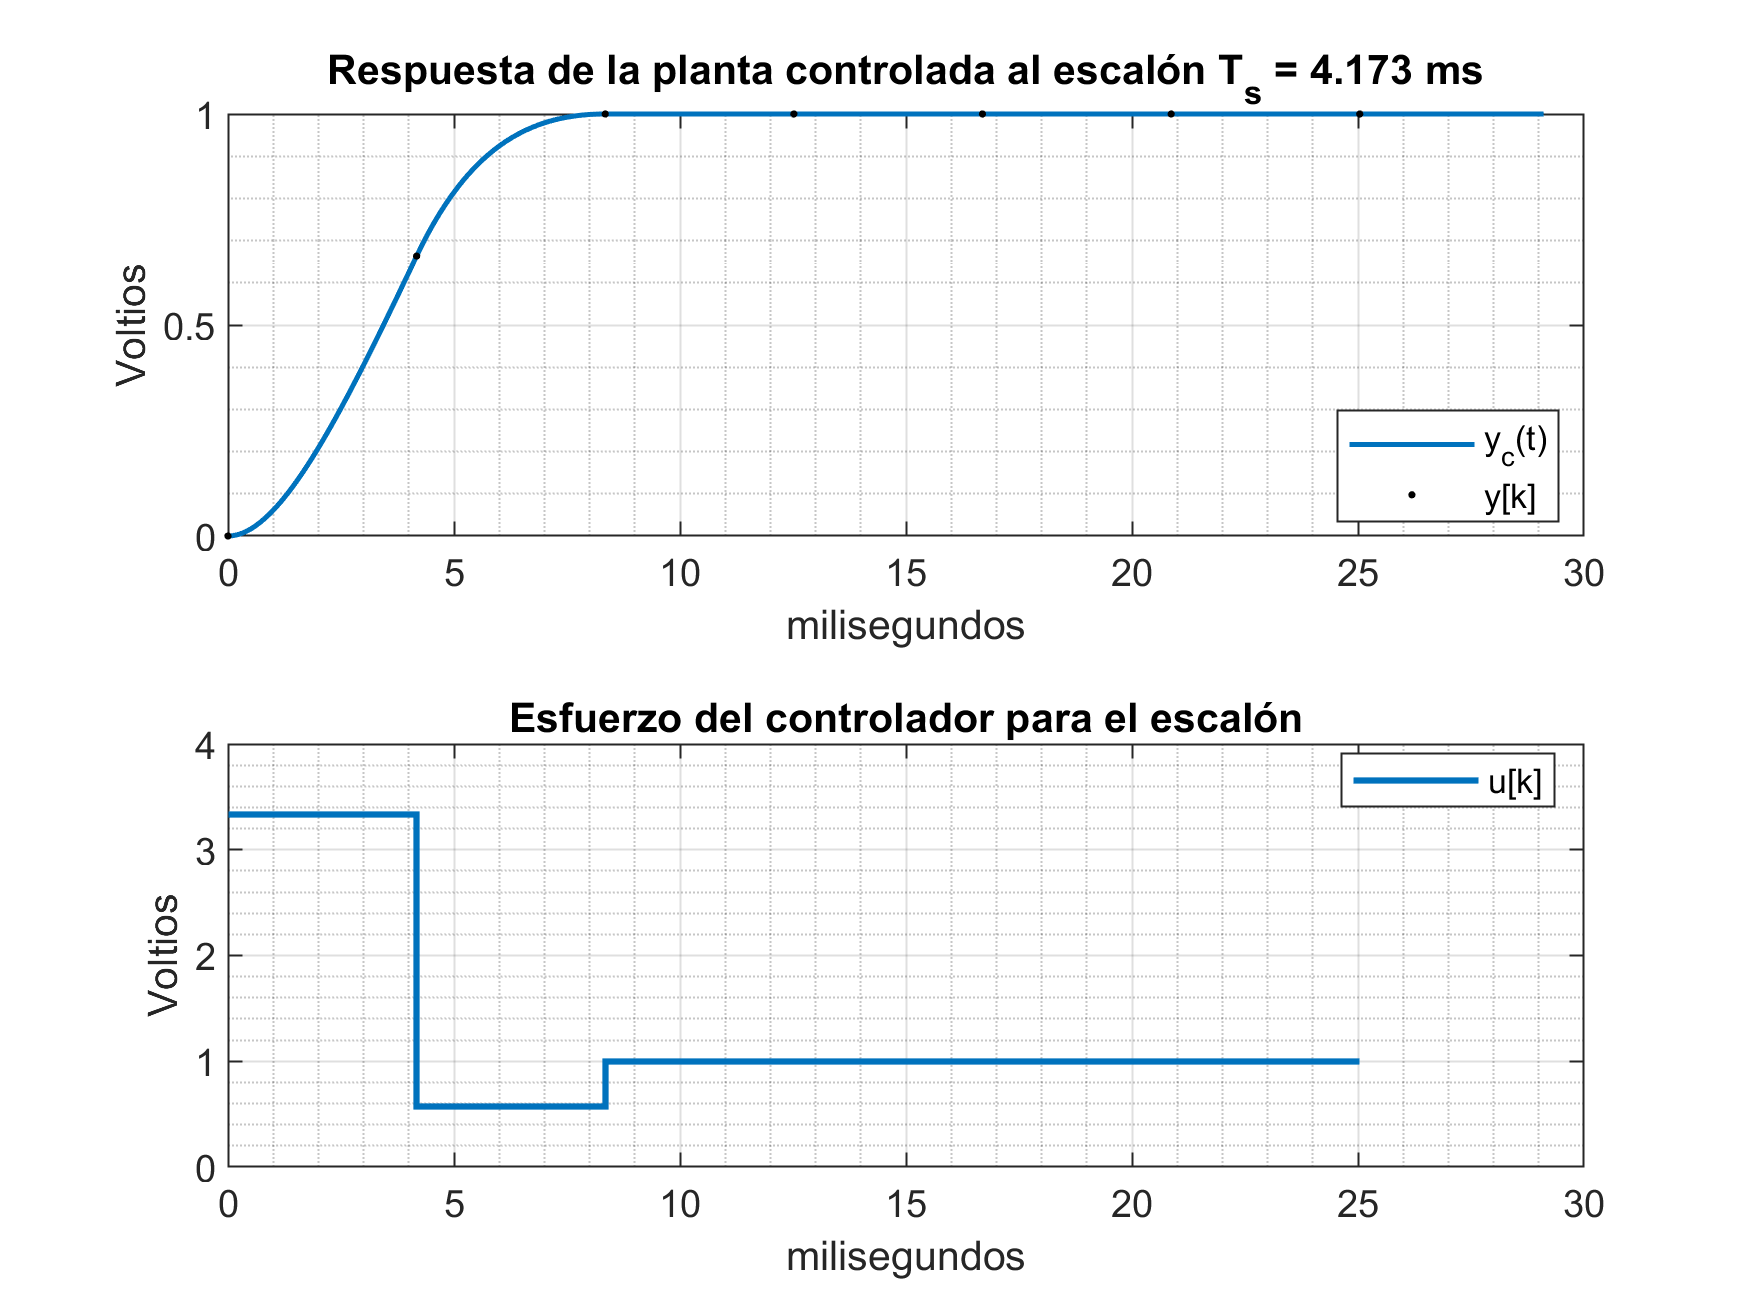 Respuesta de la planta controlada al escalón T_s = 4.173 ms
1
0.5
0
Voltios
y_c(t)
y[k]
0 5 10 15 20 25 30
milisegundos
Esfuerzo del controlador para el escalón
4
3
2
1
0
Voltios
u[k]
0 5 10 15 20 25 30
milisegundos